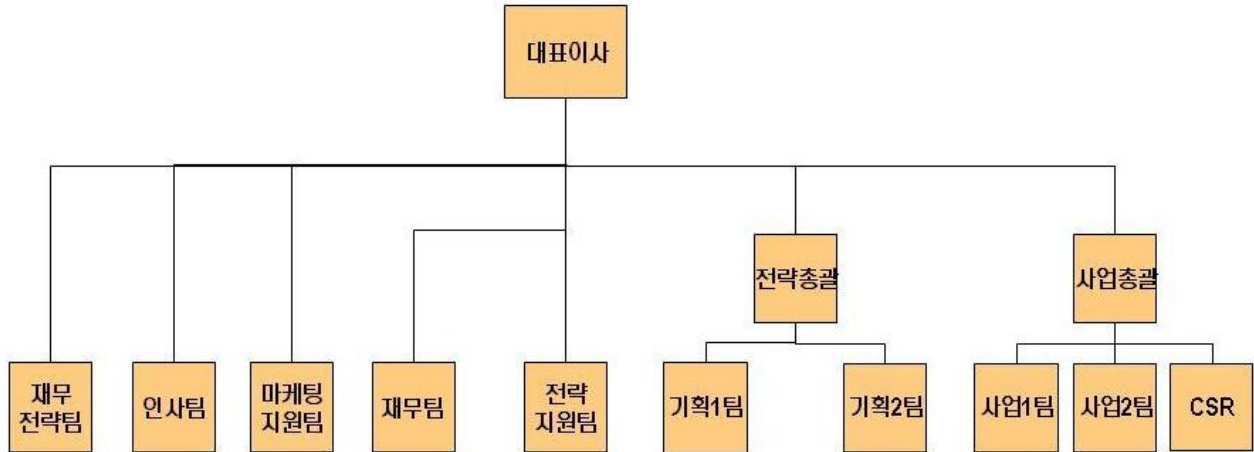 대표이사
전략총괄
사업총괄
재무
전략팀
인사팀
마케팅
지원팀
재무팀
전략
지원팀
기획1팀
기획2팀
사업1팀
사업2팀
CSR